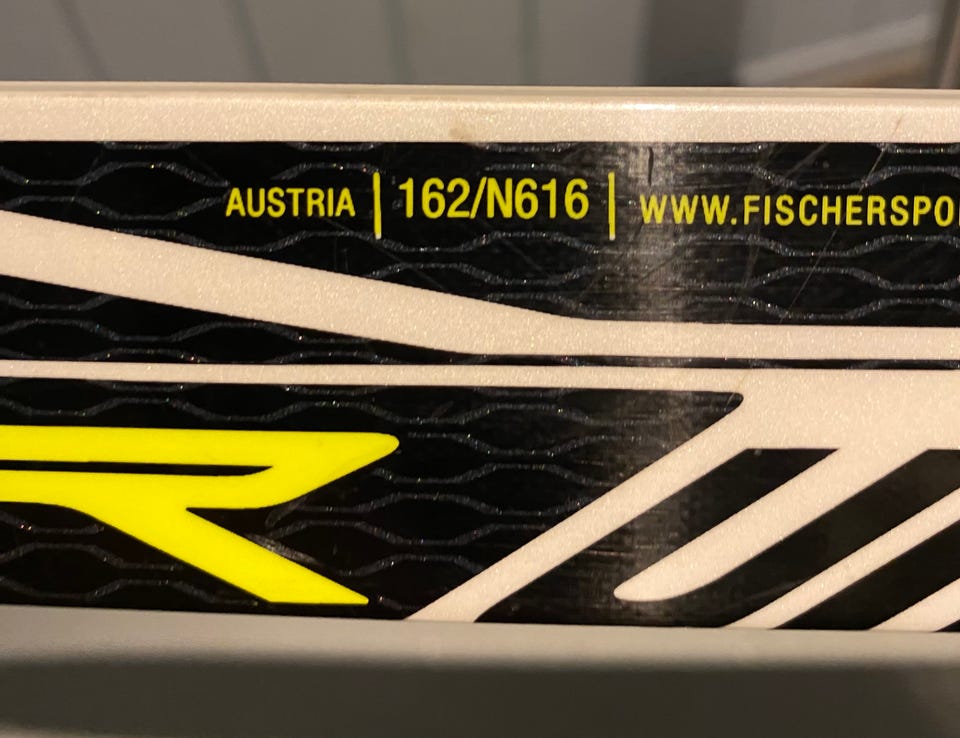 AUSTRIA | 162/N616 | WWW.FISCHERSPO
R